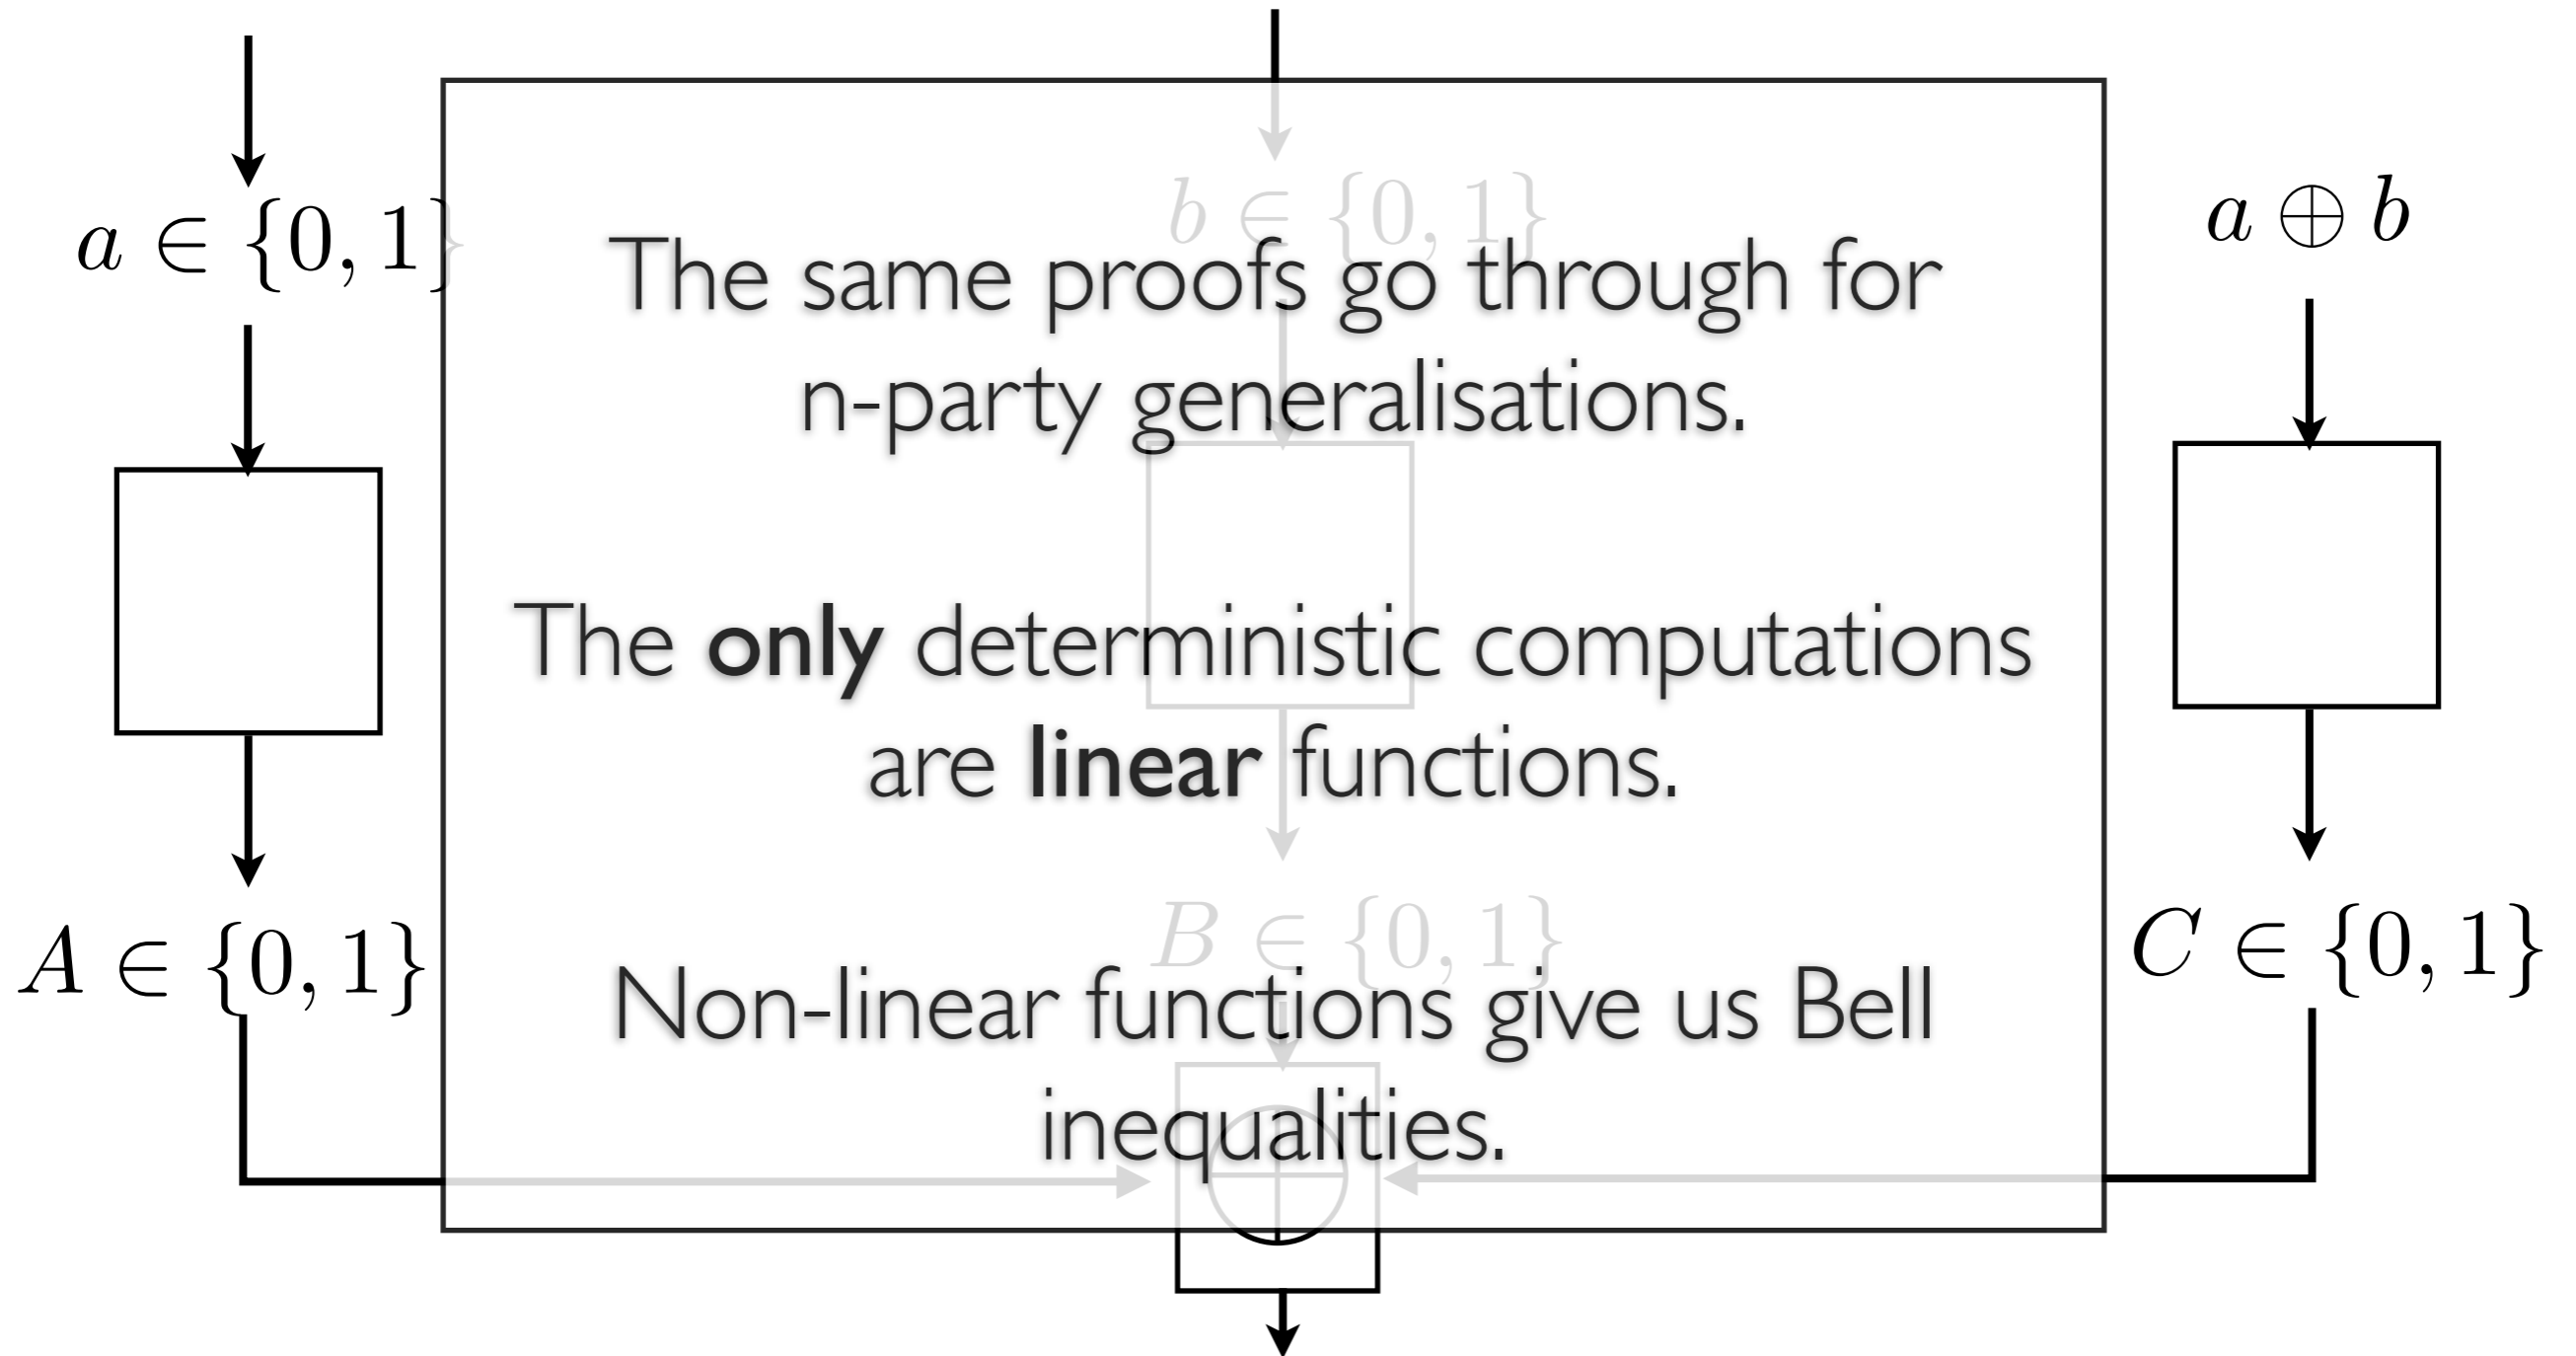 a ∈ {0, 1}
b ∈ {0, 1}
a ⊕ b
The same proofs go through for
n-party generalisations.
The only deterministic computations
are linear functions.
A ∈ {0, 1}
B ∈ {0, 1}
C ∈ {0, 1}
Non-linear functions give us Bell
inequalities.